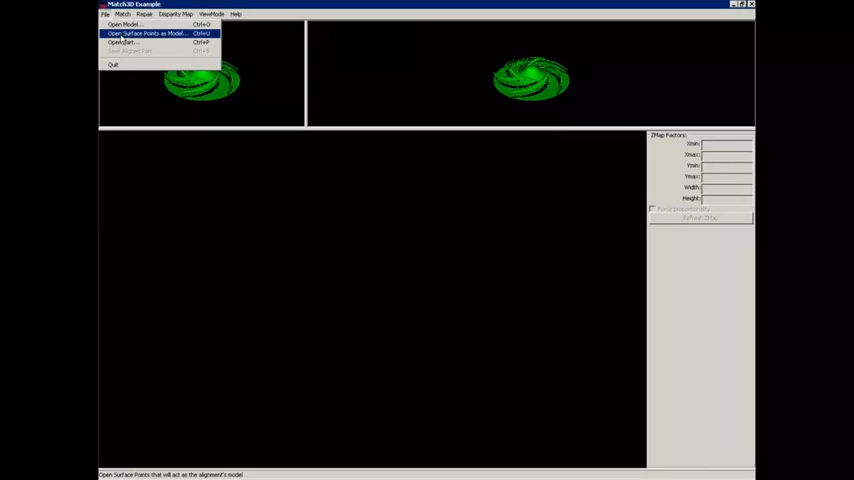 Match3D Example
File Match Repair Disparity Map ViewMode Help
Open Model... Ctrl+O
Open Surface Points as Model... Ctrl+U
Open Part... Ctrl+P
Save Aligned Part Ctrl+S
Quit
ZMap Factors:
Xmin:
Xmax:
Ymin:
Ymax:
Width:
Height:
Force proportionality
Refresh ZMap
Open Surface Points that will act as the alignment's model